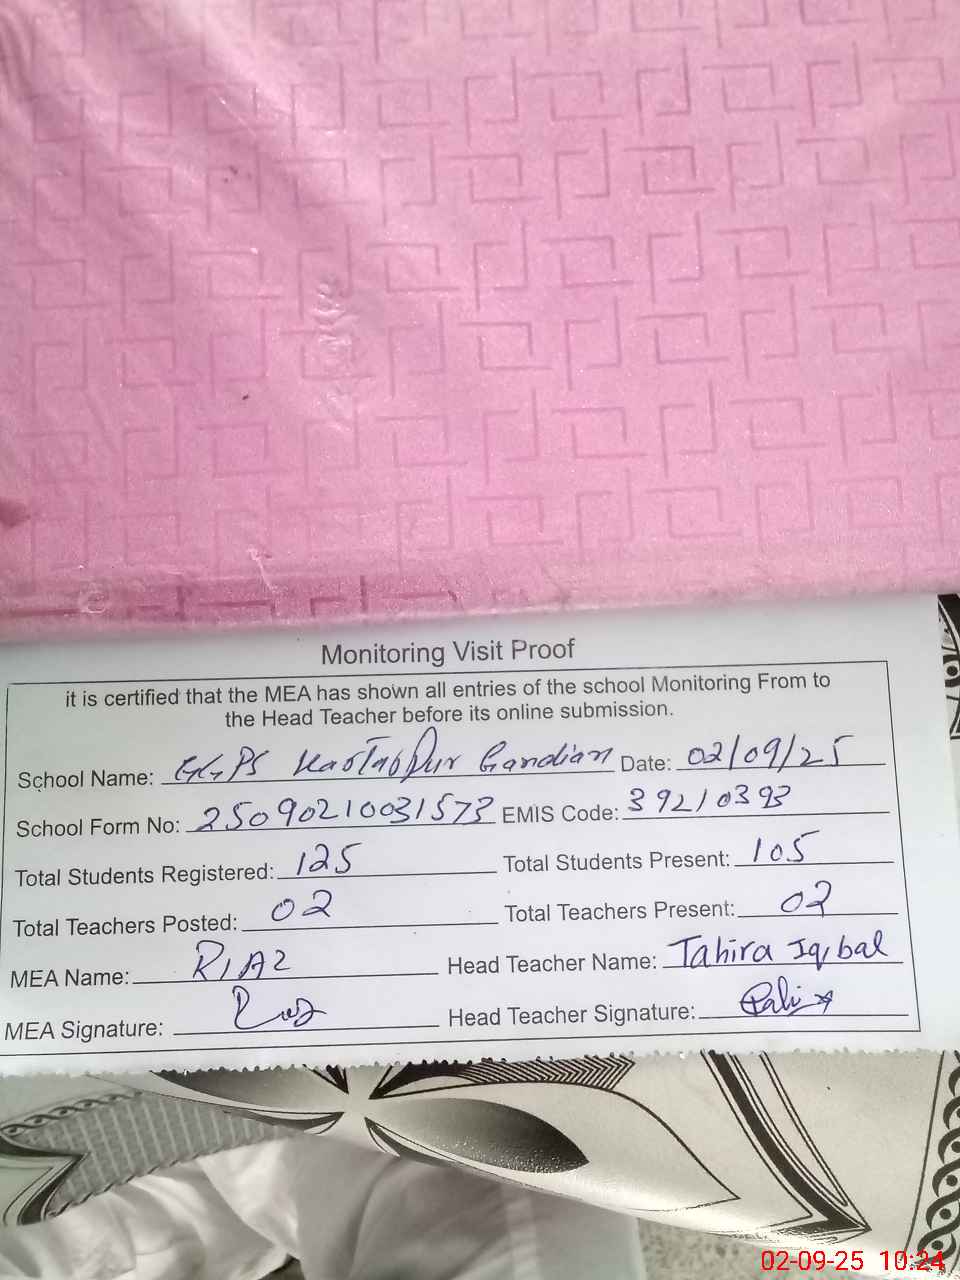 Monitoring Visit Proof
it is certified that the MEA has shown all entries of the school Monitoring From to
the Head Teacher before its online submission.
School Name: GGPS Gandian Date: 02/09/25
School Form No: 25090210031573 EMIS Code: 39210393
Total Students Registered: 125 Total Students Present: 105
Total Teachers Posted: 02 Total Teachers Present: 02
MEA Name: RIAZ Head Teacher Name: Tahira Iqbal
MEA Signature: Head Teacher Signature:
02-09-25 10:24